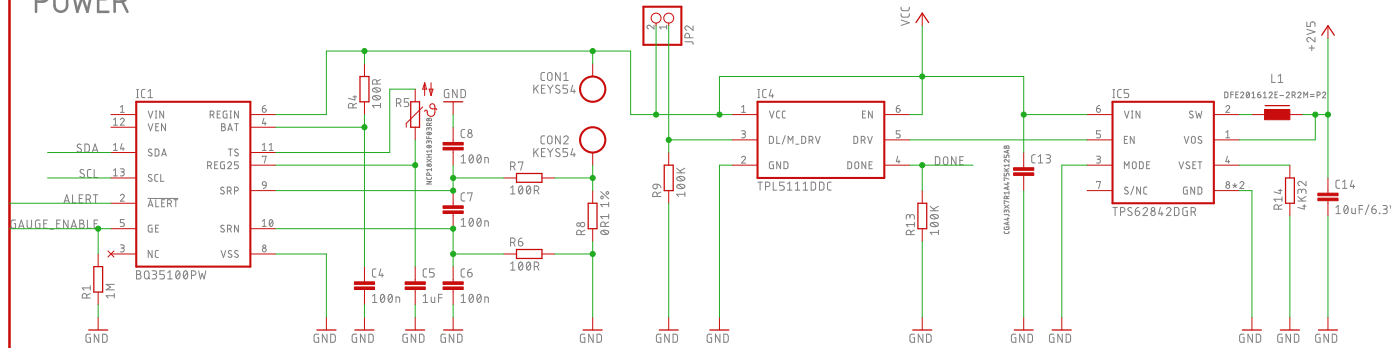 POWER
IC1
1 VIN REGIN 6
12 VEN BAT 4
TS 11
SDA 14 SDA
REG25 7
SCL 13 SCL
SRP 9
ALERT 2 ALERT
GAUGE_ENABLE 5 GE SRN 10
3 NC VSS 8
BQ35100PW
R1
1M
GND
GND
R4
100R
R5
NCP18XH103F03RB
GND
C8
100n
C7
100n
C4
100n
GND
C5
1uF
GND
C6
100n
GND
R7
100R
R6
100R
CON1
KEYS54
CON2
KEYS54
R8
0R1 1%
GND
JP2
2 1
R9
100K
GND
GND
IC4
1 VCC EN 6
3 DL/M_DRV DRV 5
2 GND DONE 4 DONE
TPL5111DDC
VCC
R13
100K
GND
C13
CGA4J3X7R1A475K125AB
GND
GND
IC5
6 VIN SW 2
5 EN VOS 1
3 MODE VSET 4
7 S/NC GND 8*2
TPS62842DGR
L1
DFE201612E-2R2M=P2
+2V5
R14
4K32
C14
10uF/6.3V
GND
GND
GND